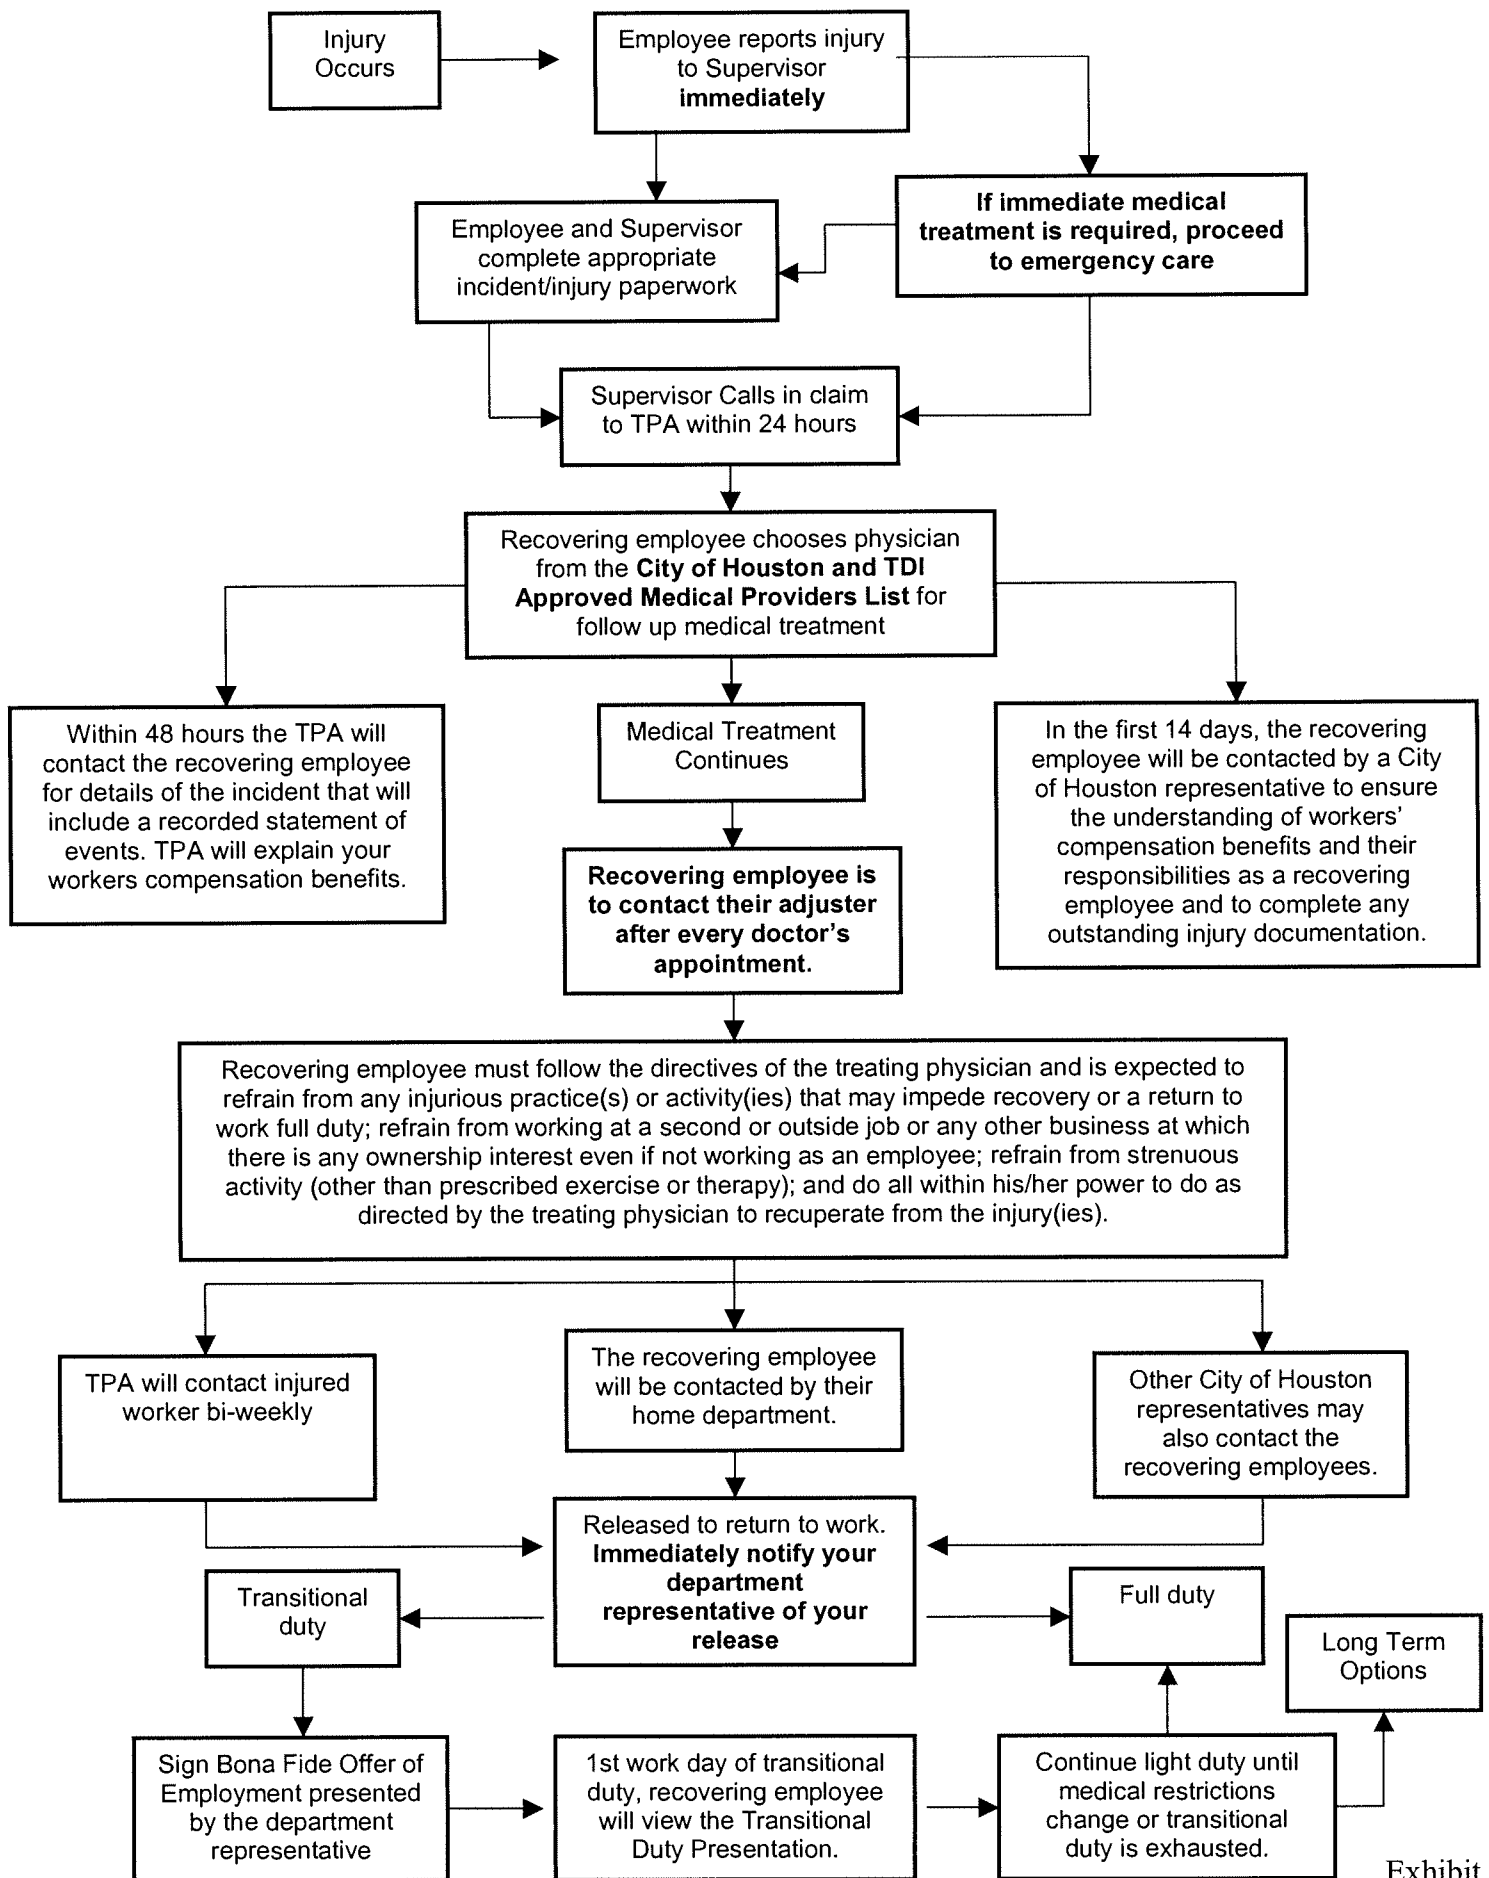 Injury
Occurs
Employee reports injury
to Supervisor
immediately
If immediate medical
treatment is required, proceed
to emergency care
Employee and Supervisor
complete appropriate
incident/injury paperwork
Supervisor Calls in claim
to TPA within 24 hours
Recovering employee chooses physician
from the City of Houston and TDI
Approved Medical Providers List for
follow up medical treatment
Within 48 hours the TPA will
contact the recovering employee
for details of the incident that will
include a recorded statement of
events. TPA will explain your
workers compensation benefits.
Medical Treatment
Continues
In the first 14 days, the recovering
employee will be contacted by a City
of Houston representative to ensure
the understanding of workers'
compensation benefits and their
responsibilities as a recovering
employee and to complete any
outstanding injury documentation.
Recovering employee is
to contact their adjuster
after every doctor's
appointment.
Recovering employee must follow the directives of the treating physician and is expected to
refrain from any injurious practice(s) or activity(ies) that may impede recovery or a return to
work full duty; refrain from working at a second or outside job or any other business at which
there is any ownership interest even if not working as an employee; refrain from strenuous
activity (other than prescribed exercise or therapy); and do all within his/her power to do as
directed by the treating physician to recuperate from the injury(ies).
TPA will contact injured
worker bi-weekly
The recovering employee
will be contacted by their
home department.
Other City of Houston
representatives may
also contact the
recovering employees.
Released to return to work.
Immediately notify your
department
representative of your
release
Transitional
duty
Full duty
Long Term
Options
Sign Bona Fide Offer of
Employment presented
by the department
representative
1st work day of transitional
duty, recovering employee
will view the Transitional
Duty Presentation.
Continue light duty until
medical restrictions
change or transitional
duty is exhausted.
Exhibit